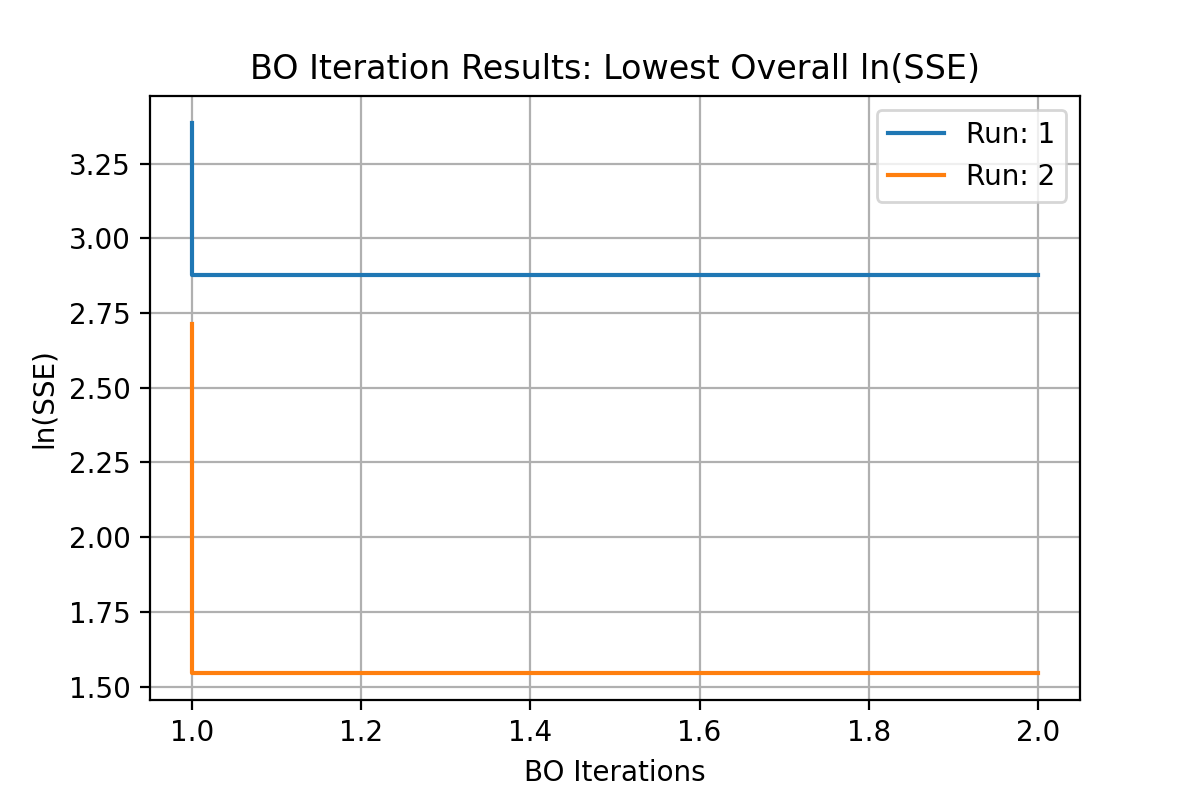 BO Iteration Results: Lowest Overall ln(SSE)
Run: 1
Run: 2
3.25
3.00
2.75
2.50
2.25
2.00
1.75
1.50
ln(SSE)
1.0 1.2 1.4 1.6 1.8 2.0
BO Iterations